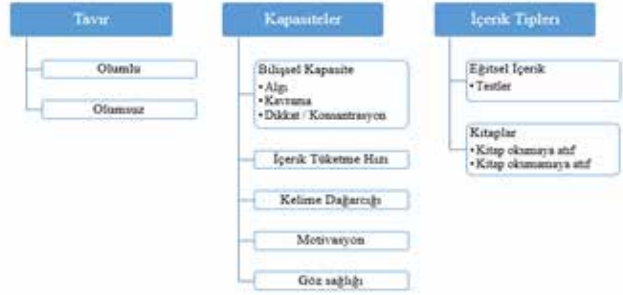 Tavır
Olumlu
Olumsuz
Kapasiteler
Bilişsel Kapasite
• Algı
• Kavrama
• Dikkat / Konsantrasyon
İçerik Tüketme Hızı
Kelime Dağarcığı
Motivasyon
Göz sağlığı
İçerik Tipleri
Eğitsel İçerik
• Testler
Kitaplar
• Kitap okumaya atıf
• Kitap okumamaya atıf